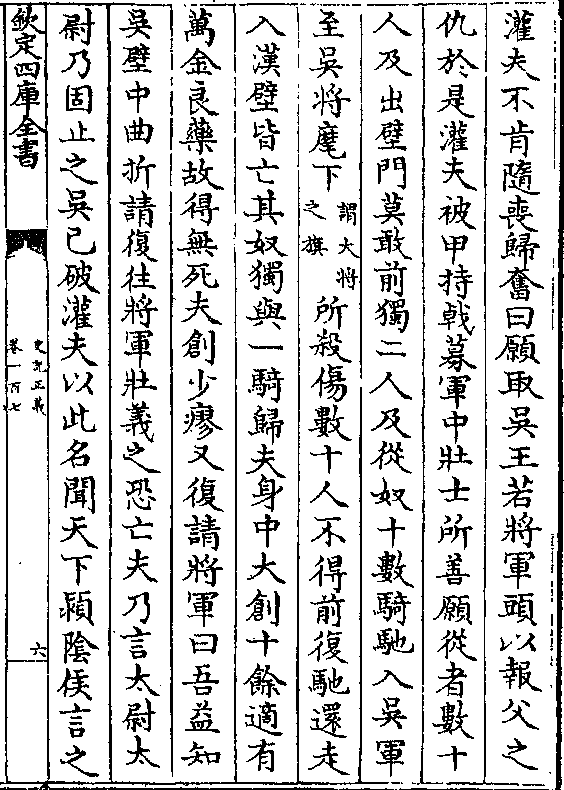 灌夫不肯隨喪歸奮曰願取吳王若將軍頭以報父之
仇於是灌夫被甲持戟募軍中壯士所善願從者數十
人及出壁門莫敢前獨二人及從奴十數騎馳入吳軍
至吳將麾下謂大將之旗所殺傷數十人不得前復馳還走
入漢壁皆亡其奴獨與一騎歸夫身中大創十餘適有
萬金良藥故得無死夫創少瘳又復請將軍曰吾益知
吳壁中曲折請復往將軍壯義之恐亡夫乃言太尉太
尉乃固止之吳已破灌夫以此名聞天下潁陰侯言之
欽定四庫全書
史記正義
卷一百七
六